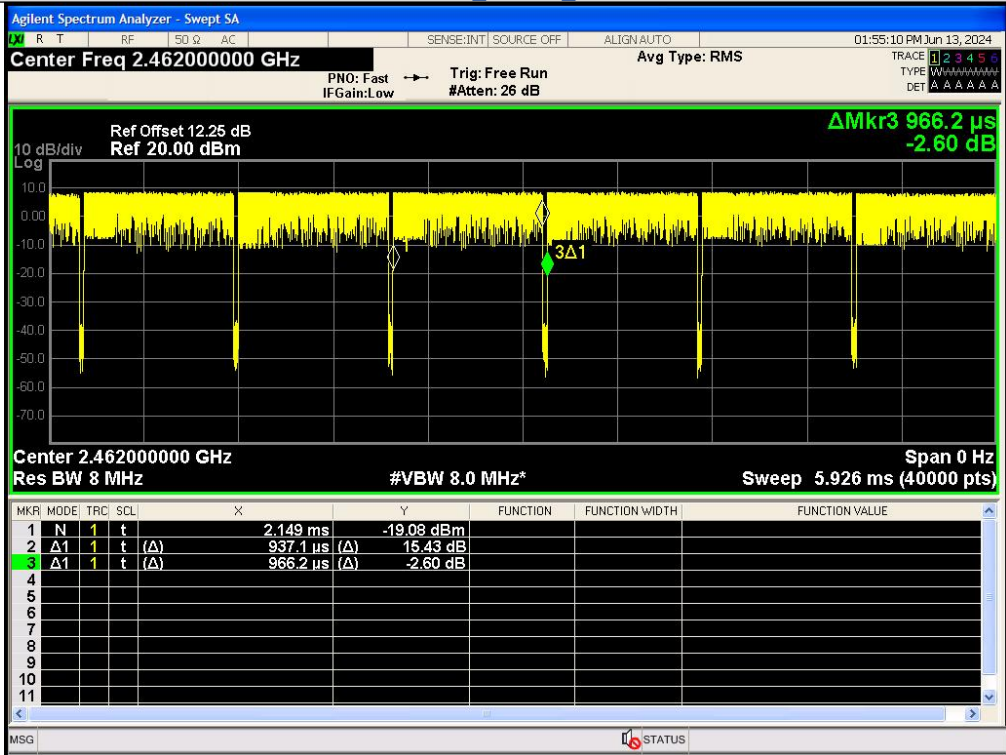 Agilent Spectrum Analyzer - Swept SA
LXI R T RF 50 Ω AC SENSE:INT SOURCE OFF ALIGN AUTO 01:55:10 PM Jun 13, 2024
Center Freq 2.462000000 GHz
PNO: Fast
IFGain:Low
Trig: Free Run
#Atten: 26 dB
Avg Type: RMS
TRACE 1 2 3 4 5 6
TYPE WWWWWW
DET A A A A A A
ΔMkr3 966.2 µs
-2.60 dB
Ref Offset 12.25 dB
10 dB/div Ref 20.00 dBm
Log
10.0
0.00
-10.0
3Δ1
-20.0
-30.0
-40.0
-50.0
-60.0
-70.0
Center 2.462000000 GHz Span 0 Hz
Res BW 8 MHz #VBW 8.0 MHz* Sweep 5.926 ms (40000 pts)
MKR MODE TRC SCL X Y FUNCTION FUNCTION WIDTH FUNCTION VALUE
1 N 1 t 2.149 ms -19.08 dBm
2 Δ1 1 t (Δ) 937.1 µs (Δ) 15.43 dB
3 Δ1 1 t (Δ) 966.2 µs (Δ) -2.60 dB
4
5
6
7
8
9
10
11
MSG STATUS